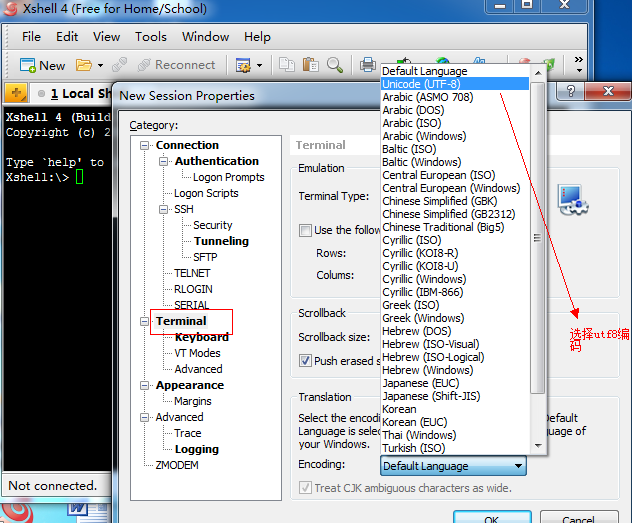 Xshell 4 (Free for Home/School)
File Edit View Tools Window Help
New Reconnect
1 Local Sh
New Session Properties
Xshell 4 (Build
Copyright (c) 2
Type `help' to
Xshell:\>
Not connected.
Category:
Connection
Authentication
Logon Prompts
Logon Scripts
SSH
Security
Tunneling
SFTP
TELNET
RLOGIN
SERIAL
Terminal
Keyboard
VT Modes
Advanced
Appearance
Margins
Advanced
Trace
Logging
ZMODEM
Terminal
Emulation
Terminal Type:
Use the follow
Rows:
Colums:
Scrollback
Scrollback size:
Push erased s
Translation
Select the encodi
Default
Language is selec
uage of
your Windows.
Encoding:
Default Language
Treat CJK ambiguous characters as wide.
OK
Cancel
Default Language
Unicode (UTF-8)
Arabic (ASMO 708)
Arabic (DOS)
Arabic (ISO)
Arabic (Windows)
Baltic (ISO)
Baltic (Windows)
Central European (ISO)
Central European (Windows)
Chinese Simplified (GBK)
Chinese Simplified (GB2312)
Chinese Traditional (Big5)
Cyrillic (ISO)
Cyrillic (KOI8-R)
Cyrillic (KOI8-U)
Cyrillic (Windows)
Cyrillic (IBM-866)
Greek (ISO)
Greek (Windows)
Hebrew (DOS)
Hebrew (ISO-Visual)
Hebrew (ISO-Logical)
Hebrew (Windows)
Japanese (EUC)
Japanese (Shift-JIS)
Korean
Korean (EUC)
Thai (Windows)
Turkish (ISO)
选择utf8编
码